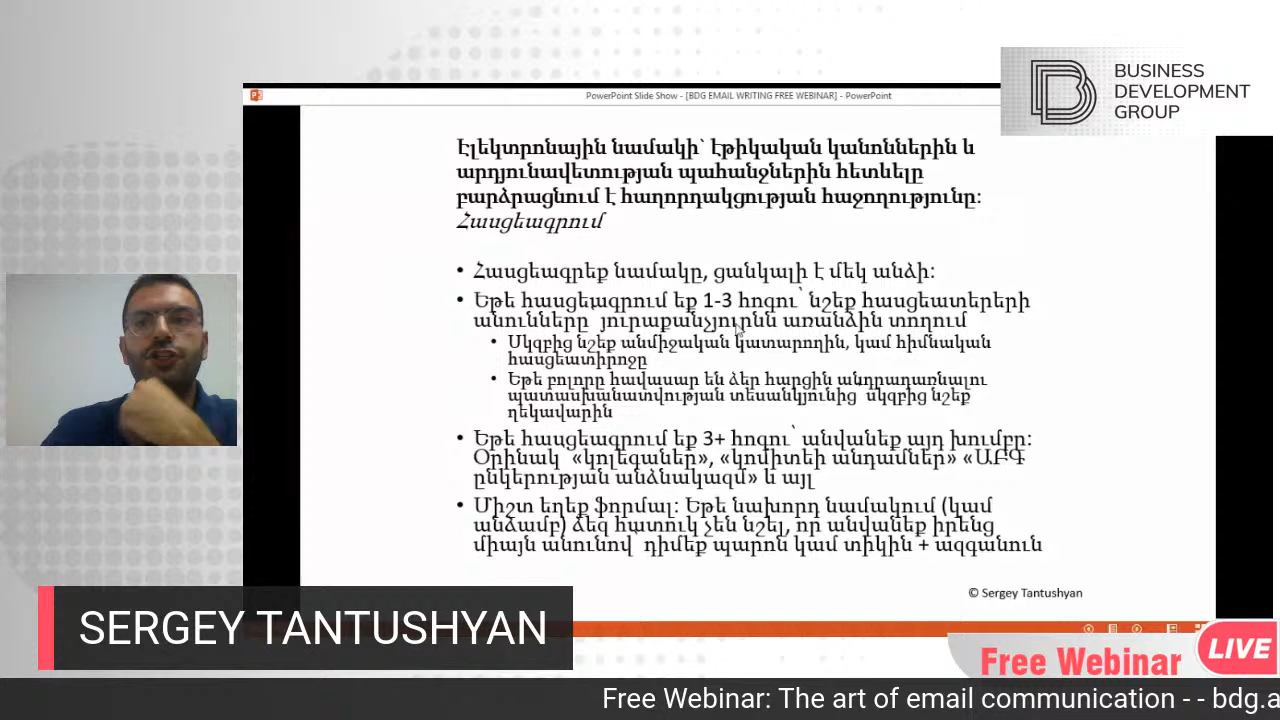 BUSINESS
DEVELOPMENT
GROUP
PowerPoint Slide Show - [BDG EMAIL WRITING FREE WEBINAR] - PowerPoint
Էլեկտրոնային նամակի՝ էթիկական կանոններին և
արդյունավետության պահանջներին հետևելը
բարձրացնում է հաղորդակցության հաջողությունը:
Հասցեագրում
• Հասցեագրեք նամակը, ցանկալի է մեկ անձի:
• Եթե հասցեագրում եք 1-3 հոգու՝ նշեք հասցեատերերի
անունները յուրաքանչյուրնն առանձին տողում
• Սկզբից նշեք անմիջական կատարողին, կամ հիմնական
հասցեատիրոջը
• Եթե բոլորը հավասար են ձեր հարցին անդրադառնալու
պատասխանատվության տեսանկյունից՝ սկզբից նշեք
ղեկավարին
• Եթե հասցեագրում եք 3+ հոգու՝ անվանեք այդ խումբը:
Օրինակ՝ «կոլեգաներ», «կոմիտեի անդամներ» «ԱԲԳ
ընկերության անձնակազմ» և այլ
• Միշտ եղեք ֆորմալ: Եթե նախորդ նամակում (կամ
անձամբ) ձեզ հատուկ չեն նշել, որ անվանեք իրենց
միայն անունով՝ դիմեք պարոն կամ տիկին + ազգանուն
© Sergey Tantushyan
SERGEY TANTUSHYAN
Free Webinar
LIVE
Free Webinar: The art of email communication - - bdg.a